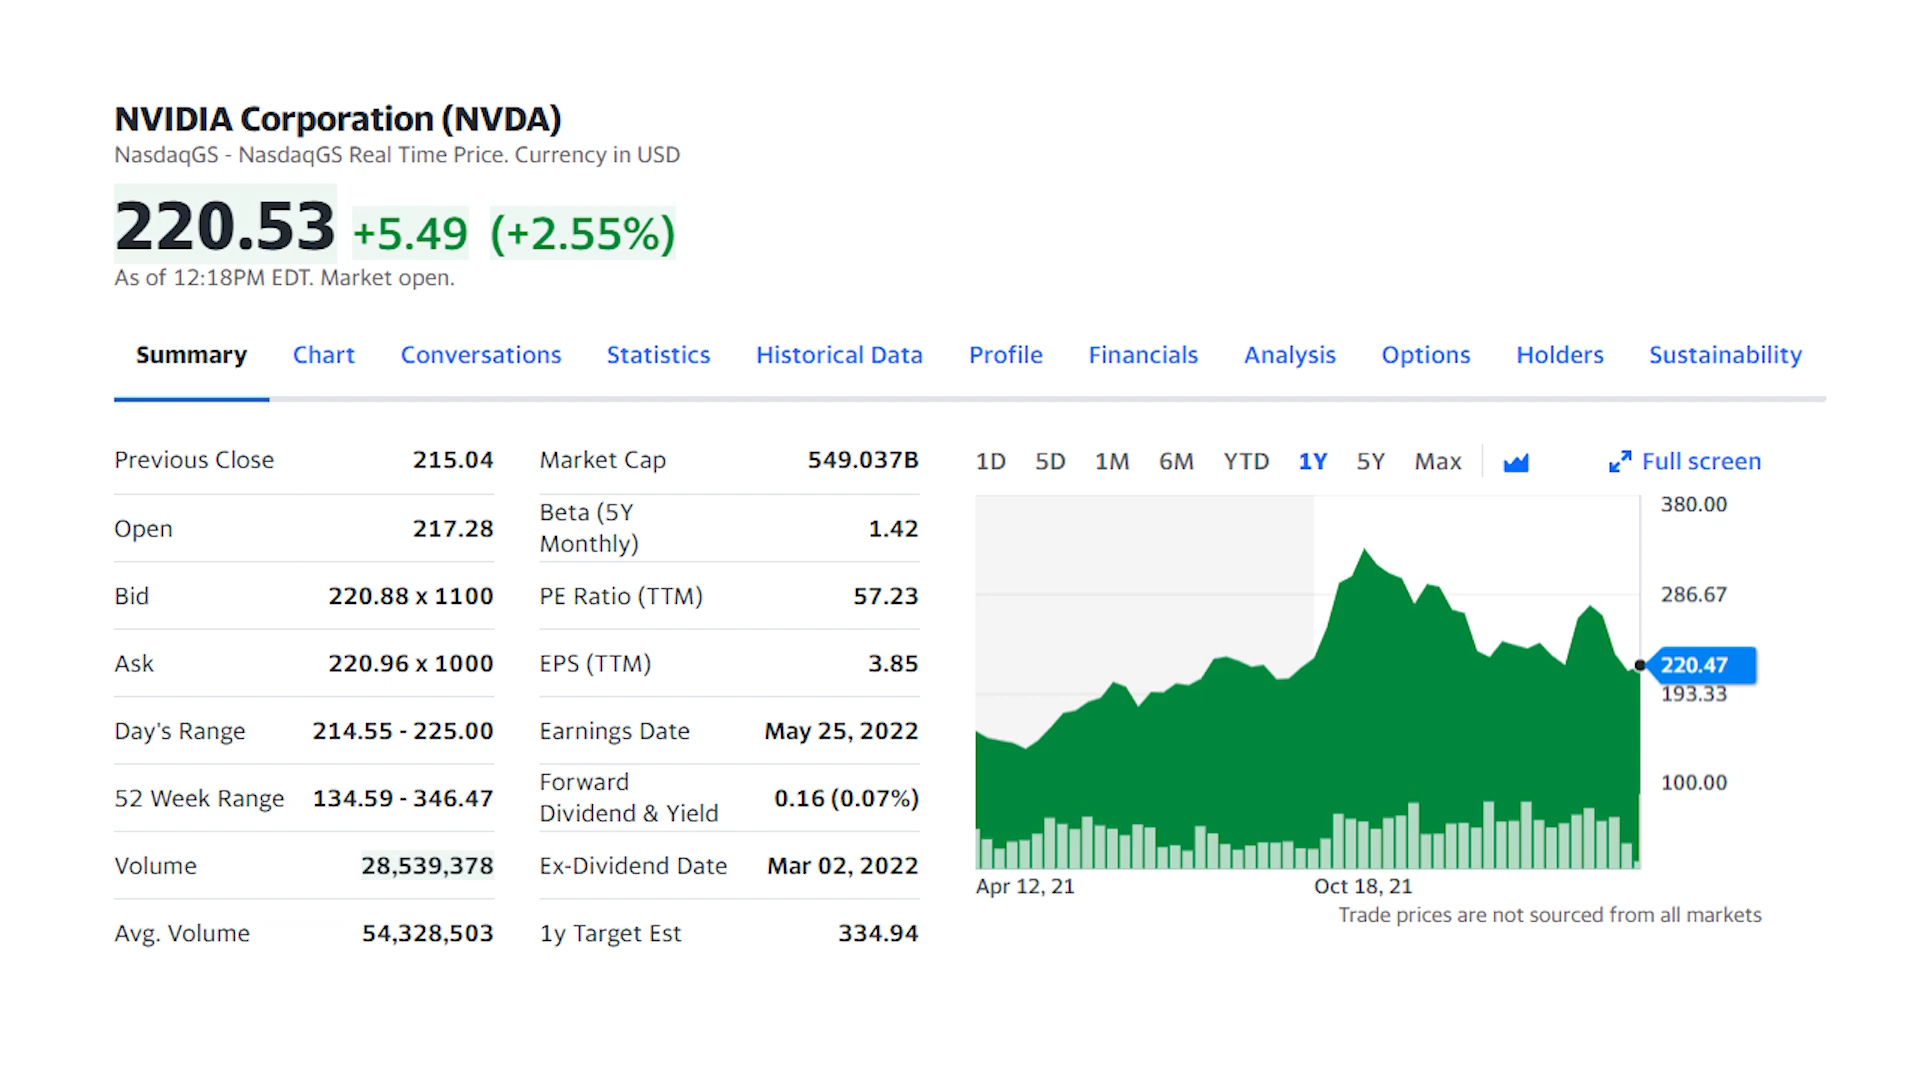 NVIDIA Corporation (NVDA)
NasdaqGS - NasdaqGS Real Time Price. Currency in USD
220.53 +5.49 (+2.55%)
As of 12:18PM EDT. Market open.
Summary Chart Conversations Statistics Historical Data Profile Financials Analysis Options Holders Sustainability
Previous Close 215.04
Open 217.28
Bid 220.88 x 1100
Ask 220.96 x 1000
Day's Range 214.55 - 225.00
52 Week Range 134.59 - 346.47
Volume 28,539,378
Avg. Volume 54,328,503
Market Cap 549.037B
Beta (5Y
Monthly) 1.42
PE Ratio (TTM) 57.23
EPS (TTM) 3.85
Earnings Date May 25, 2022
Forward
Dividend & Yield 0.16 (0.07%)
Ex-Dividend Date Mar 02, 2022
1y Target Est 334.94
1D 5D 1M 6M YTD 1Y 5Y Max Full screen
380.00
286.67
220.47
193.33
100.00
Apr 12, 21 Oct 18, 21
Trade prices are not sourced from all markets